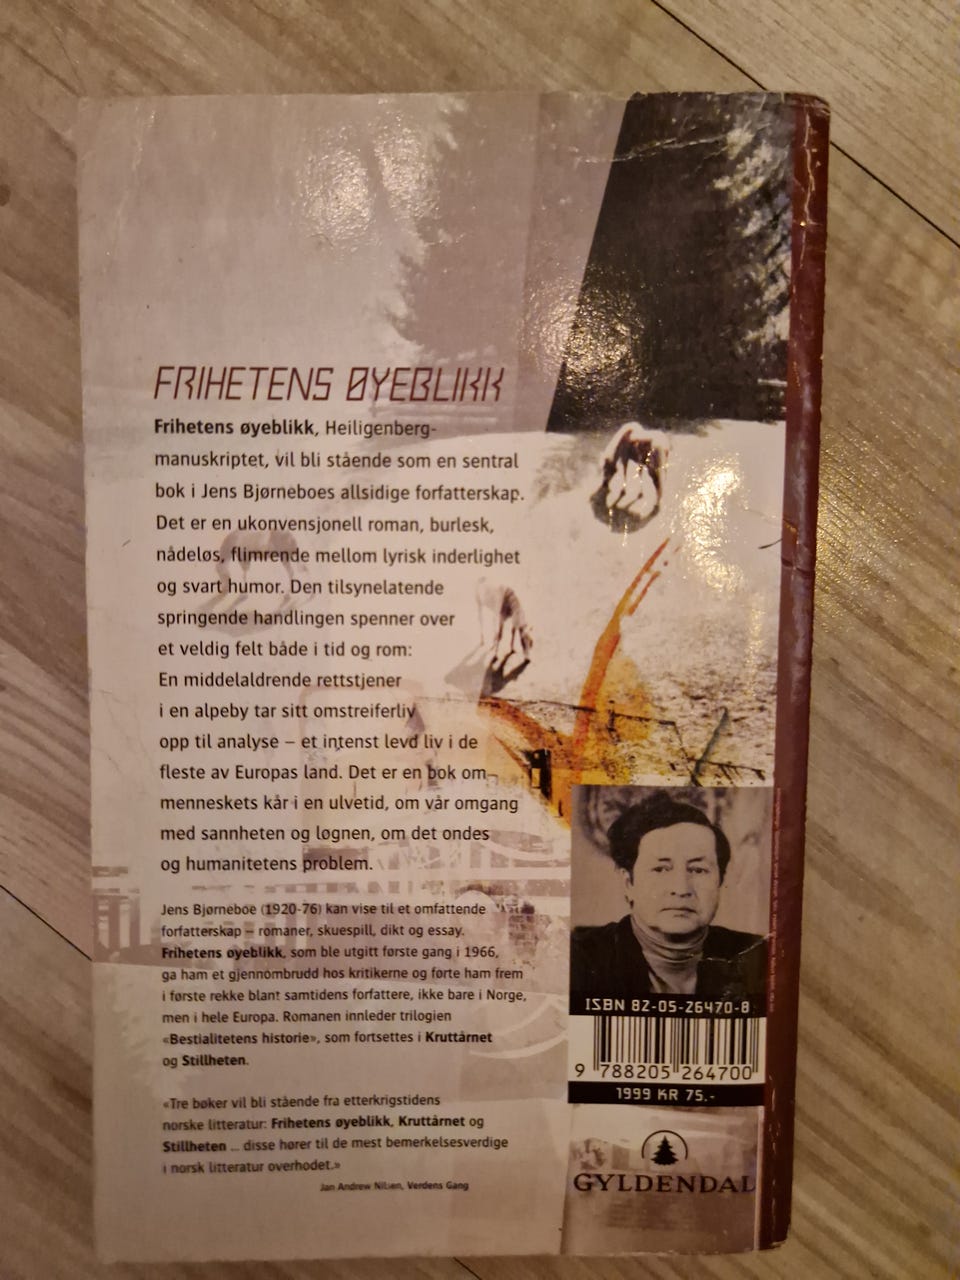 FRIHETENS ØYEBLIKK
Frihetens øyeblikk, Heiligenberg-
manuskriptet, vil bli stående som en sentral
bok i Jens Bjørneboes allsidige forfatterskap.
Det er en ukonvensjonell roman, burlesk,
nådeløs, flimrende mellom lyrisk inderlighet
og svart humor. Den tilsynelatende
springende handlingen spenner over
et veldig felt både i tid og rom:
En middelaldrende rettstjener
i en alpeby tar sitt omstreiferliv
opp til analyse – et intenst levd liv i de
fleste av Europas land. Det er en bok om
menneskets kår i en ulvetid, om vår omgang
med sannheten og løgnen, om det ondes
og humanitetens problem.
Jens Bjørneboe (1920-76) kan vise til et omfattende
forfatterskap – romaner, skuespill, dikt og essay.
Frihetens øyeblikk, som ble utgitt første gang i 1966,
ga ham et gjennombrudd hos kritikerne og førte ham frem
i første rekke blant samtidens forfattere, ikke bare i Norge,
men i hele Europa. Romanen innleder trilogien
«Bestialitetens historie», som fortsettes i Kruttårnet
og Stillheten.
«Tre bøker vil bli stående fra etterkrigstidens
norske litteratur: Frihetens øyeblikk, Kruttårnet og
Stillheten ... disse hører til de mest bemerkelsesverdige
i norsk litteratur overhodet.»
Jan Andrew Nilsen, Verdens Gang
ISBN 82-05-26470-8
9 788205 264700
1999 KR 75.-
GYLDENDAL